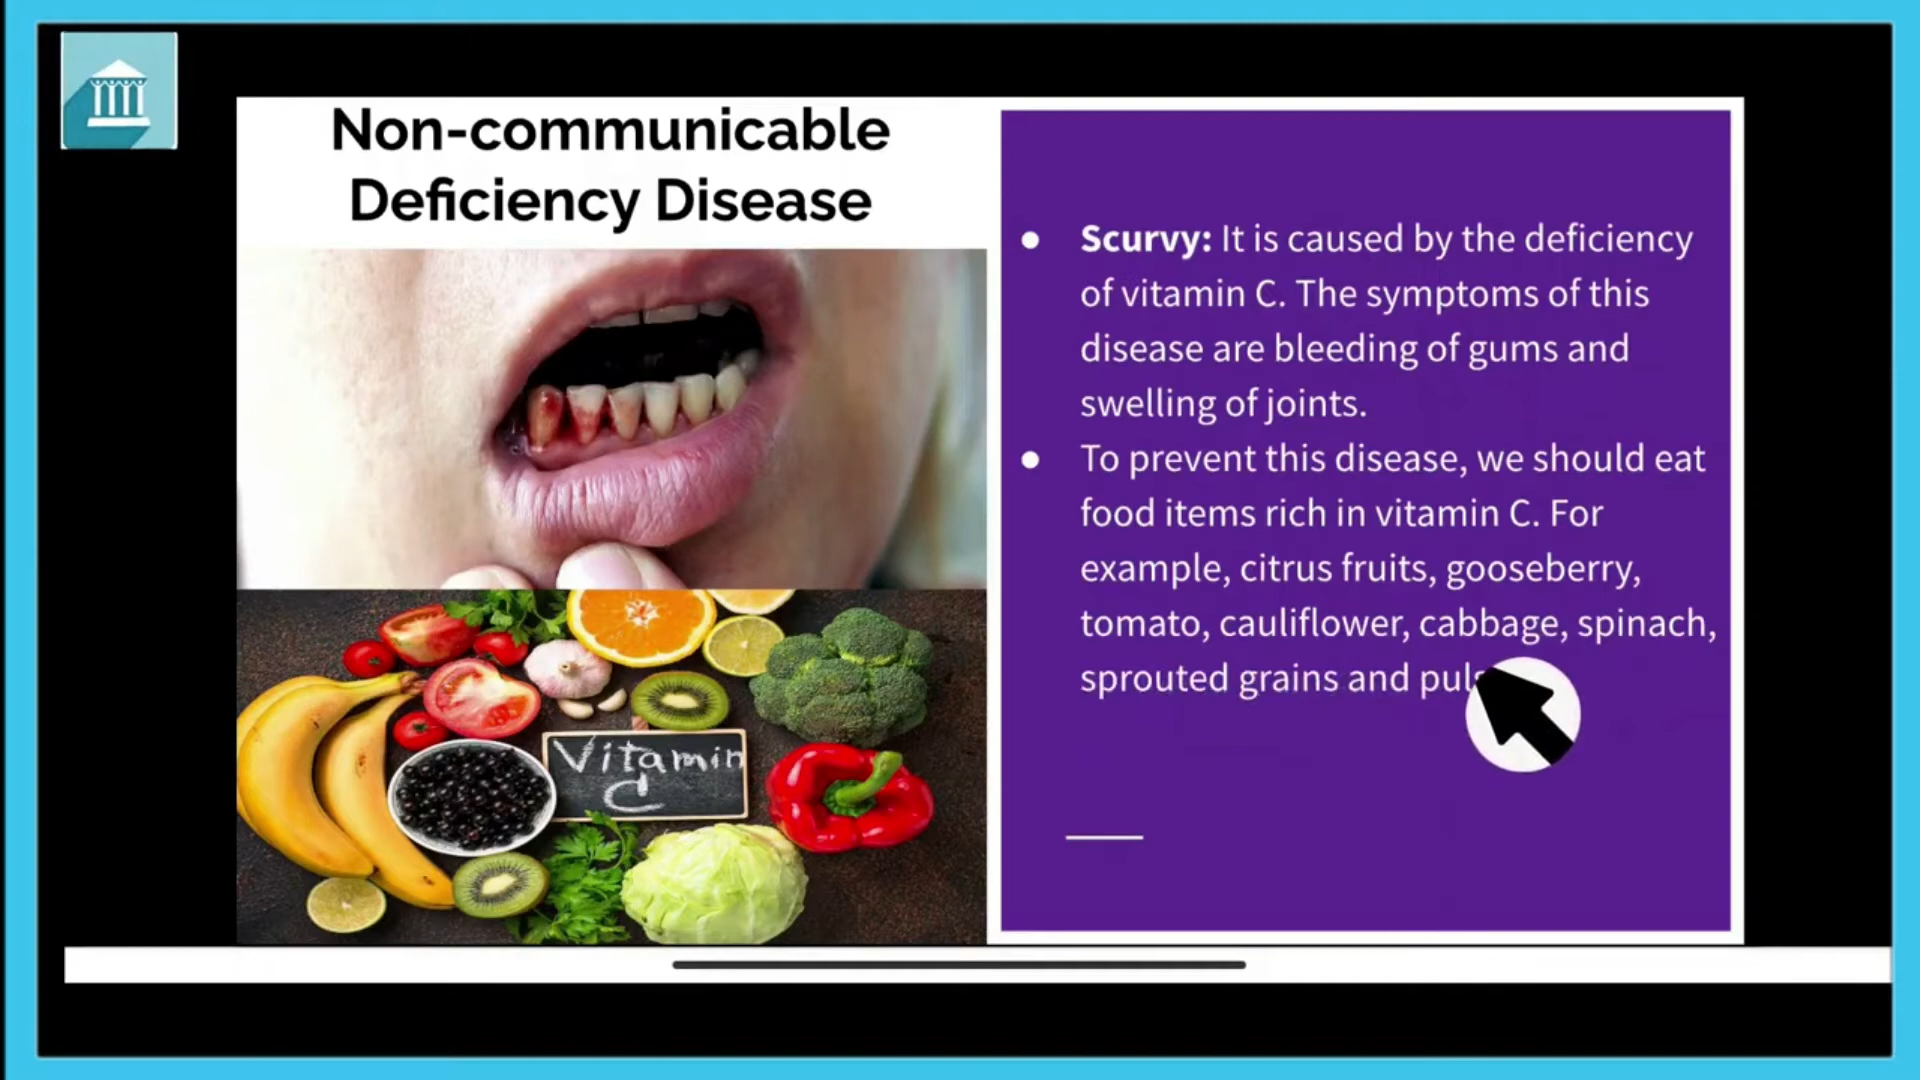 Non-communicable
Deficiency Disease
Scurvy: It is caused by the deficiency
of vitamin C. The symptoms of this
disease are bleeding of gums and
swelling of joints.
To prevent this disease, we should eat
food items rich in vitamin C. For
example, citrus fruits, gooseberry,
tomato, cauliflower, cabbage, spinach,
sprouted grains and
Vitamin
C